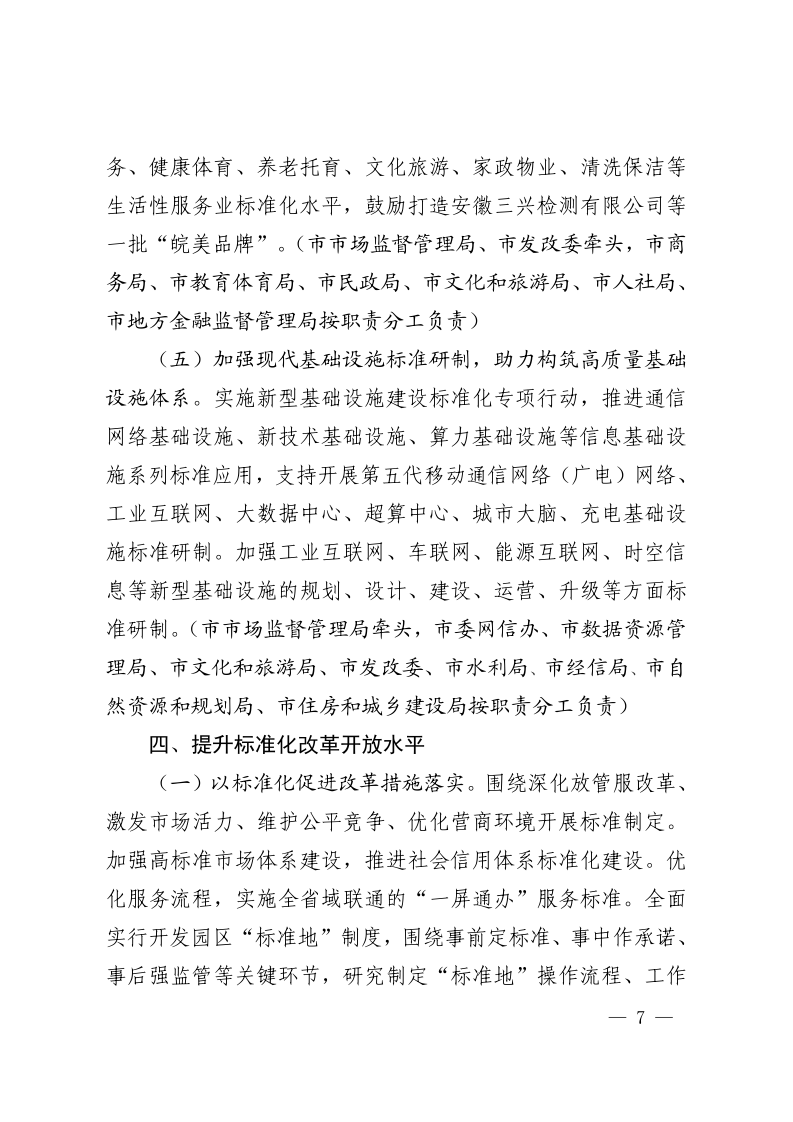 务、健康体育、养老托育、文化旅游、家政物业、清洗保洁等
生活性服务业标准化水平，鼓励打造安徽三兴检测有限公司等
一批“皖美品牌”。（市市场监督管理局、市发改委牵头，市商
务局、市教育体育局、市民政局、市文化和旅游局、市人社局、
市地方金融监督管理局按职责分工负责）
（五）加强现代基础设施标准研制，助力构筑高质量基础
设施体系。实施新型基础设施建设标准化专项行动，推进通信
网络基础设施、新技术基础设施、算力基础设施等信息基础设
施系列标准应用，支持开展第五代移动通信网络（广电）网络、
工业互联网、大数据中心、超算中心、城市大脑、充电基础设
施标准研制。加强工业互联网、车联网、能源互联网、时空信
息等新型基础设施的规划、设计、建设、运营、升级等方面标
准研制。（市市场监督管理局牵头，市委网信办、市数据资源管
理局、市文化和旅游局、市发改委、市水利局、市经信局、市自
然资源和规划局、市住房和城乡建设局按职责分工负责）
四、提升标准化改革开放水平
（一）以标准化促进改革措施落实。围绕深化放管服改革、
激发市场活力、维护公平竞争、优化营商环境开展标准制定。
加强高标准市场体系建设，推进社会信用体系标准化建设。优
化服务流程，实施全省域联通的“一屏通办”服务标准。全面
实行开发园区“标准地”制度，围绕事前定标准、事中作承诺、
事后强监管等关键环节，研究制定“标准地”操作流程、工作
— 7 —